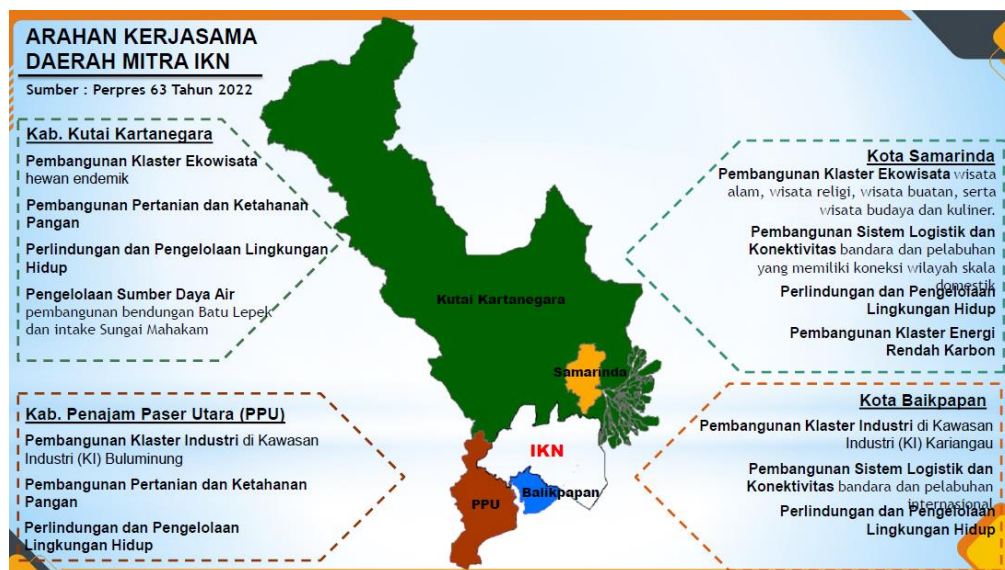 ARAHAN KERJASAMA
DAERAH MITRA IKN
Sumber : Perpres 63 Tahun 2022
Kab. Kutai Kartanegara
Pembangunan Klaster Ekowisata
hewan endemik
Pembangunan Pertanian dan Ketahanan
Pangan
Perlindungan dan Pengelolaan Lingkungan
Hidup
Pengelolaan Sumber Daya Air
pembangunan bendungan Batu Lepek
dan intake Sungai Mahakam
Kota Samarinda
Pembangunan Klaster Ekowisata wisata
alam, wisata religi, wisata buatan, serta
wisata budaya dan kuliner.
Pembangunan Sistem Logistik dan
Konektivitas bandara dan pelabuhan
yang memiliki koneksi wilayah skala
domestik
Perlindungan dan Pengelolaan
Lingkungan Hidup
Pembangunan Klaster Energi
Rendah Karbon
Kutai Kartanegara
Samarinda
IKN
Balikpapan
PPU
Kab. Penajam Paser Utara (PPU)
Pembangunan Klaster Industri di Kawasan
Industri (KI) Buluminung
Pembangunan Pertanian dan Ketahanan
Pangan
Perlindungan dan Pengelolaan
Lingkungan Hidup
Kota Baikpapan
Pembangunan Klaster Industri di Kawasan
Industri (KI) Kariangau
Pembangunan Sistem Logistik dan
Konektivitas bandara dan pelabuhan
internasional
Perlindungan dan Pengelolaan
Lingkungan Hidup